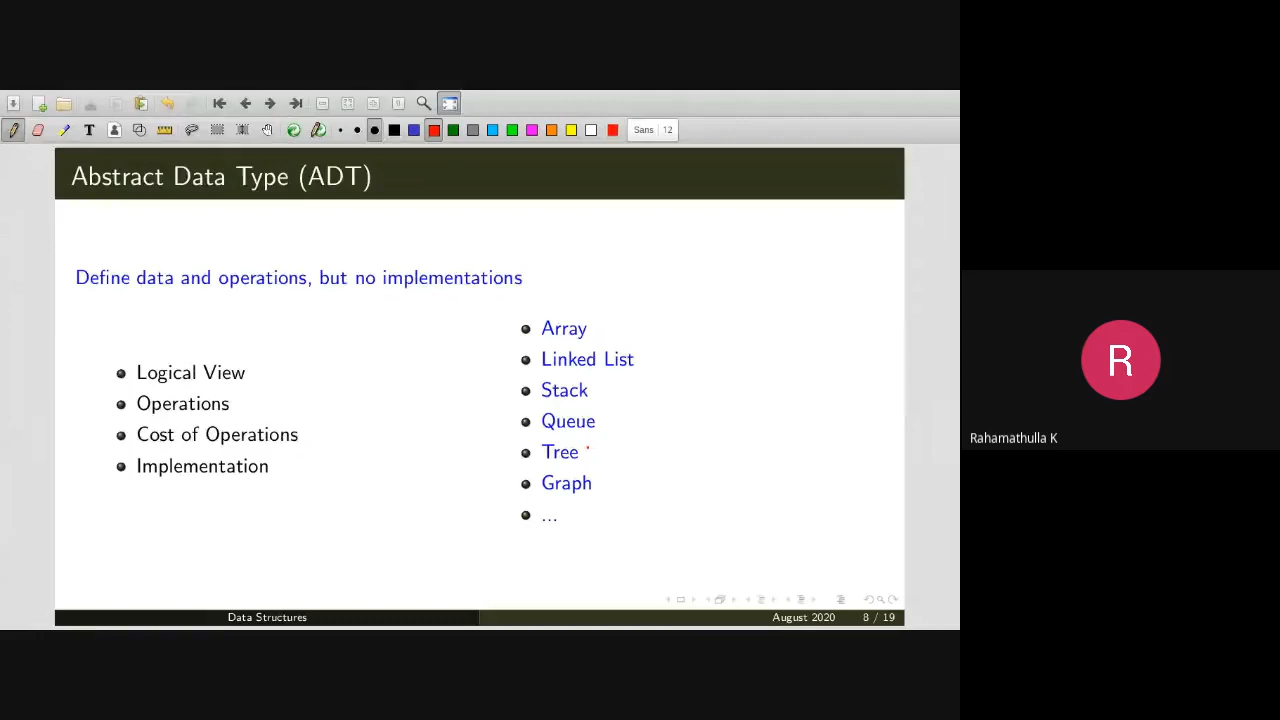 T
Sans 12
Abstract Data Type (ADT)
Define data and operations, but no implementations
Logical View
Operations
Cost of Operations
Implementation
Array
Linked List
Stack
Queue
Tree
Graph
...
Data Structures
August 2020
8 / 19
R
Rahamathulla K